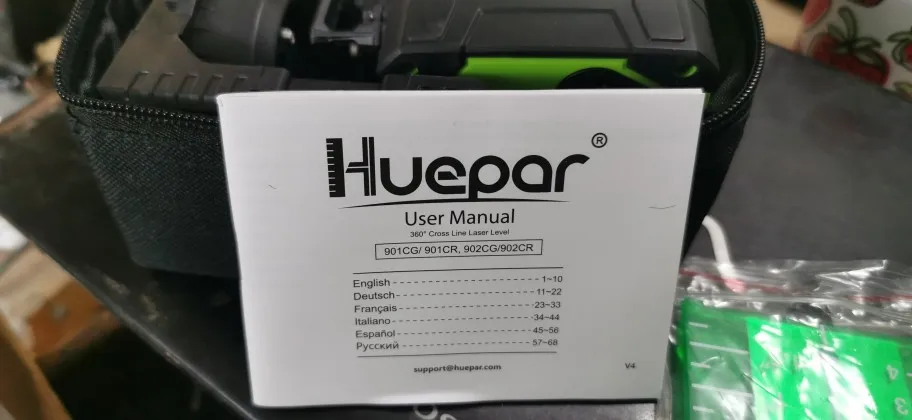 Huepar®
User Manual
360° Cross Line Laser Level
901CG/ 901CR, 902CG/902CR
English 1~10
Deutsch 11~22
Français 23~33
Italiano 34~44
Español 45~56
Русский 57~68
support@huepar.com V4